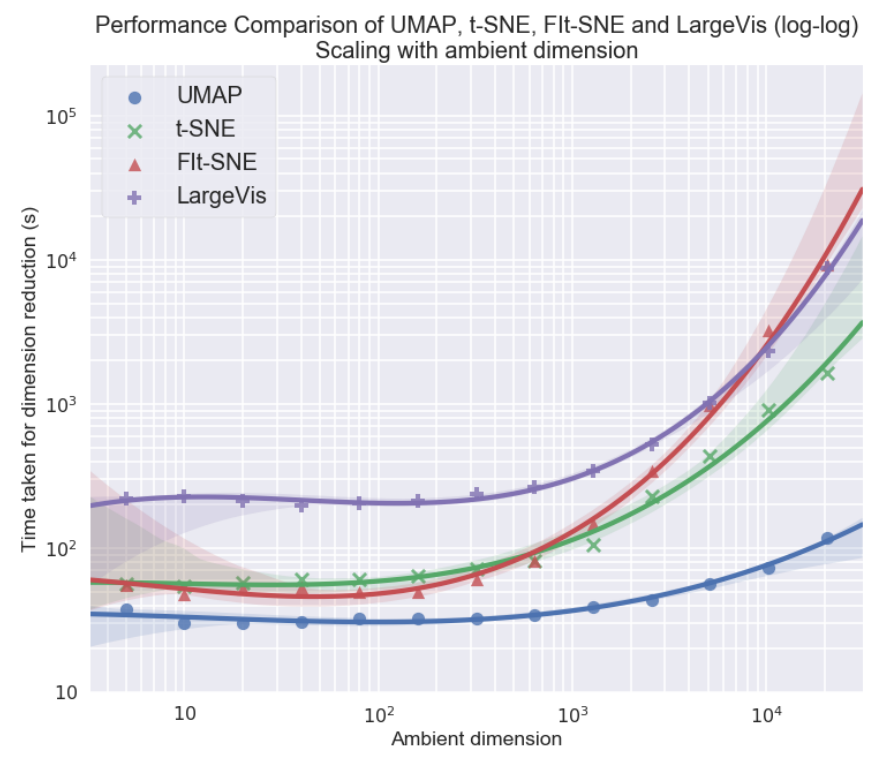 Performance Comparison of UMAP, t-SNE, FIt-SNE and LargeVis (log-log)
Scaling with ambient dimension
UMAP
t-SNE
FIt-SNE
LargeVis
Time taken for dimension reduction (s)
10⁵
10⁴
10³
10²
10
10
10²
10³
10⁴
Ambient dimension